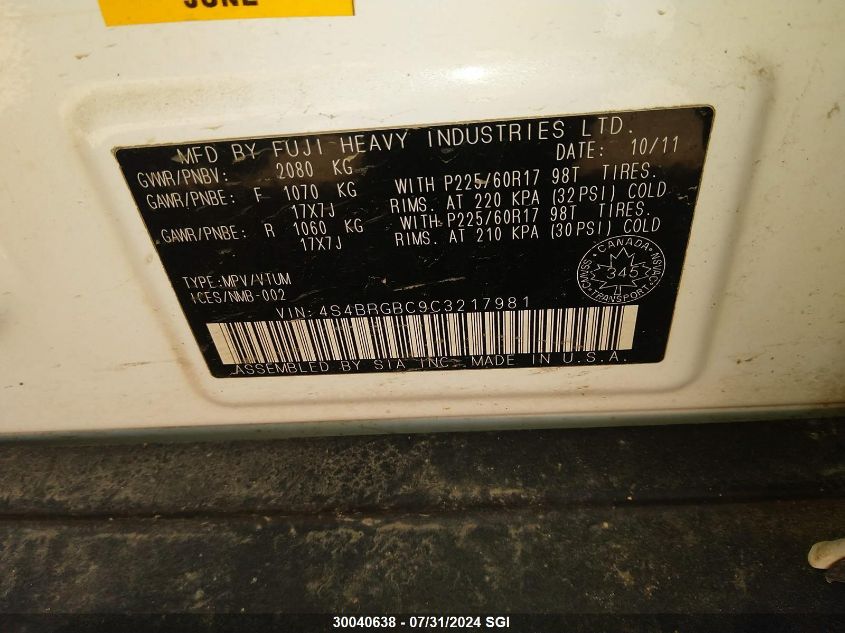 JUNE
MFD BY FUJI HEAVY INDUSTRIES LTD.
GVWR/PNBV: 2080 KG DATE: 10/11
GAWR/PNBE: F 1070 KG WITH P225/60R17 98T TIRES.
17X7J RIMS. AT 220 KPA (32PSI) COLD
GAWR/PNBE: R 1060 KG WITH P225/60R17 98T TIRES.
17X7J RIMS. AT 210 KPA (30PSI) COLD
CANADA
CMVSS NSVAC
345
TRANSPORT
TYPE:MPV/VTUM
ICES/NMB-002
VIN:4S4BRGBC9C3217981
ASSEMBLED BY SIA INC. MADE IN U.S.A.
30040638 - 07/31/2024 SGI